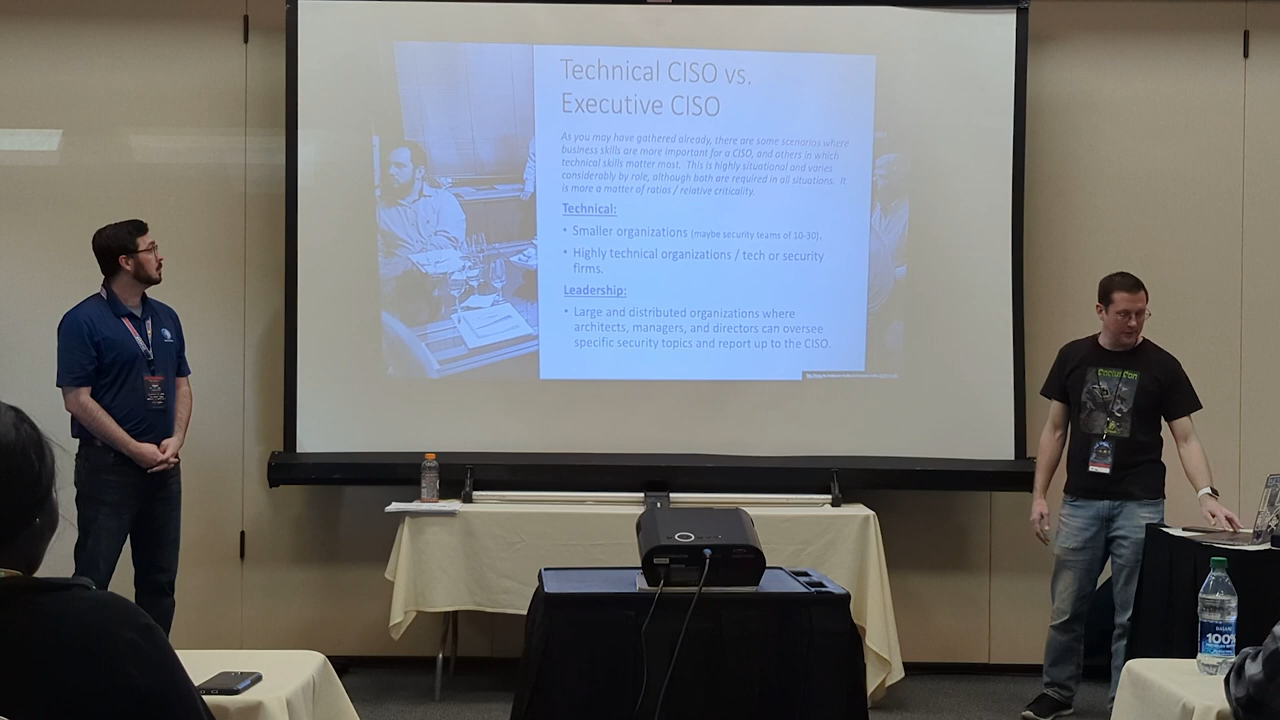 Technical CISO vs.
Executive CISO
As you may have gathered already, there are some scenarios where
business skills are more important for a CISO, and others in which
technical skills matter most. This is highly situational and varies
considerably by role, although both are required in all situations. It
is more a matter of ratios / relative criticality.
Technical:
• Smaller organizations (maybe security teams of 10-30).
• Highly technical organizations / tech or security
firms.
Leadership:
• Large and distributed organizations where
architects, managers, and directors can oversee
specific security topics and report up to the CISO.
CactusCon
DASANI
100%